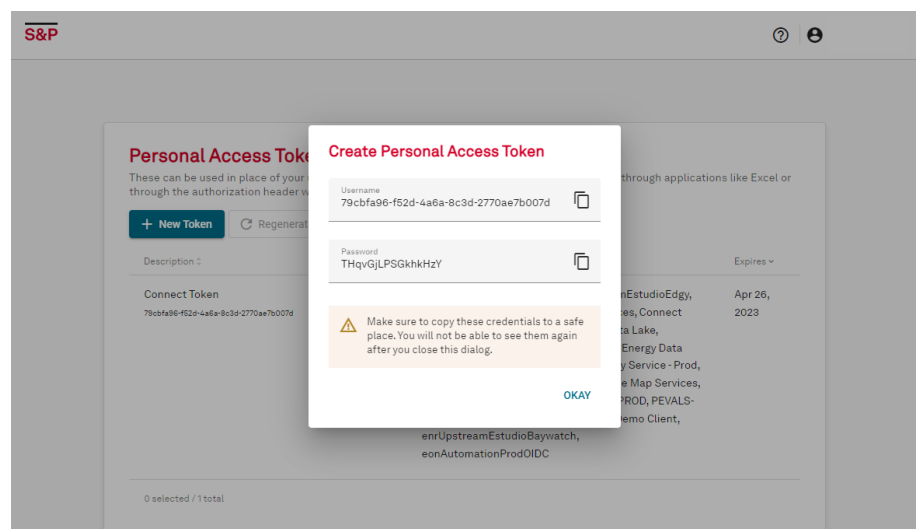 S&P
Personal Access Toke
Create Personal Access Token
These can be used in place of your
through applications like Excel or
through the authorization header w
Username
79cbfa96-f52d-4a6a-8c3d-2770ae7b007d
+ New Token
Regenerat
Password
THqvGjLPSGkhkHzY
Description
Expires
Connect Token
79cbfa96-f52d-4a6a-8c3d-2770ae7b007d
mEstudioEdgy,
es, Connect
ta Lake,
Energy Data
y Service - Prod,
e Map Services,
PROD, PEVALS-
Demo Client,
enrUpstreamEstudioBaywatch,
eonAutomationProdOIDC
Apr 26,
2023
Make sure to copy these credentials to a safe
place. You will not be able to see them again
after you close this dialog.
OKAY
0 selected / 1 total